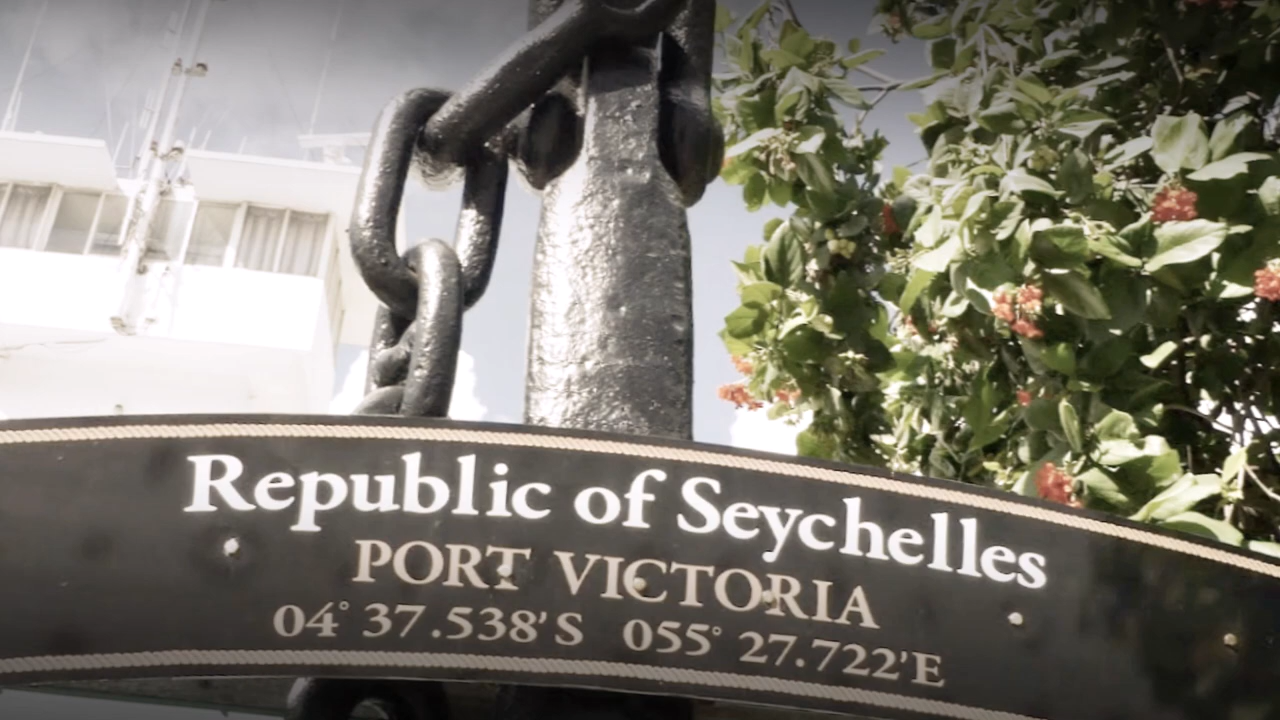 Republic of Seychelles
PORT VICTORIA
04° 37.538'S 055° 27.722'E